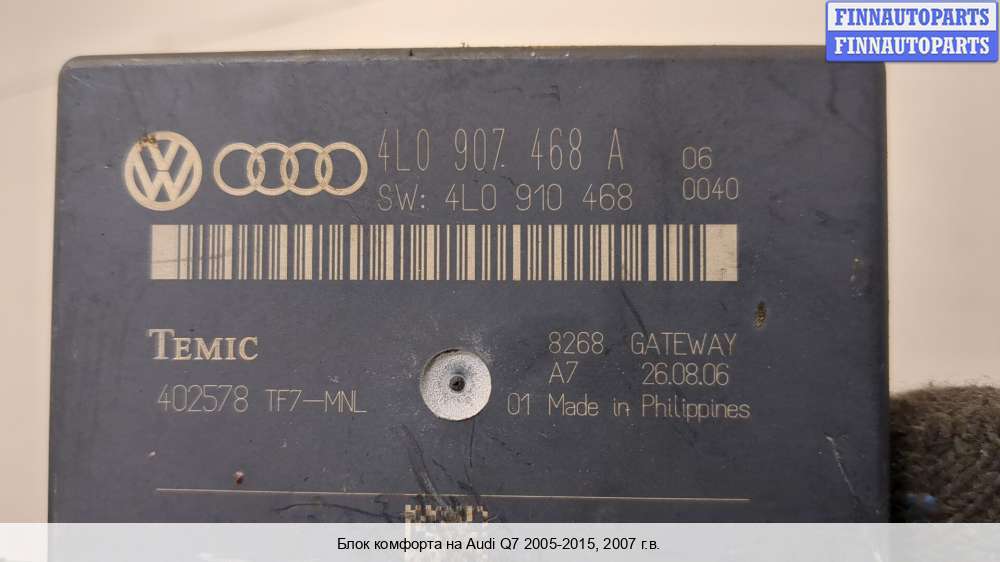 FINNAUTOPARTS
FINNAUTOPARTS
4L0 907 468 A
06
SW: 4L0 910 468
0040
TEMIC
8268 GATEWAY
A7 26.08.06
402578 TF7-MNL
01 Made in Philippines
Блок комфорта на Audi Q7 2005-2015, 2007 г.в.